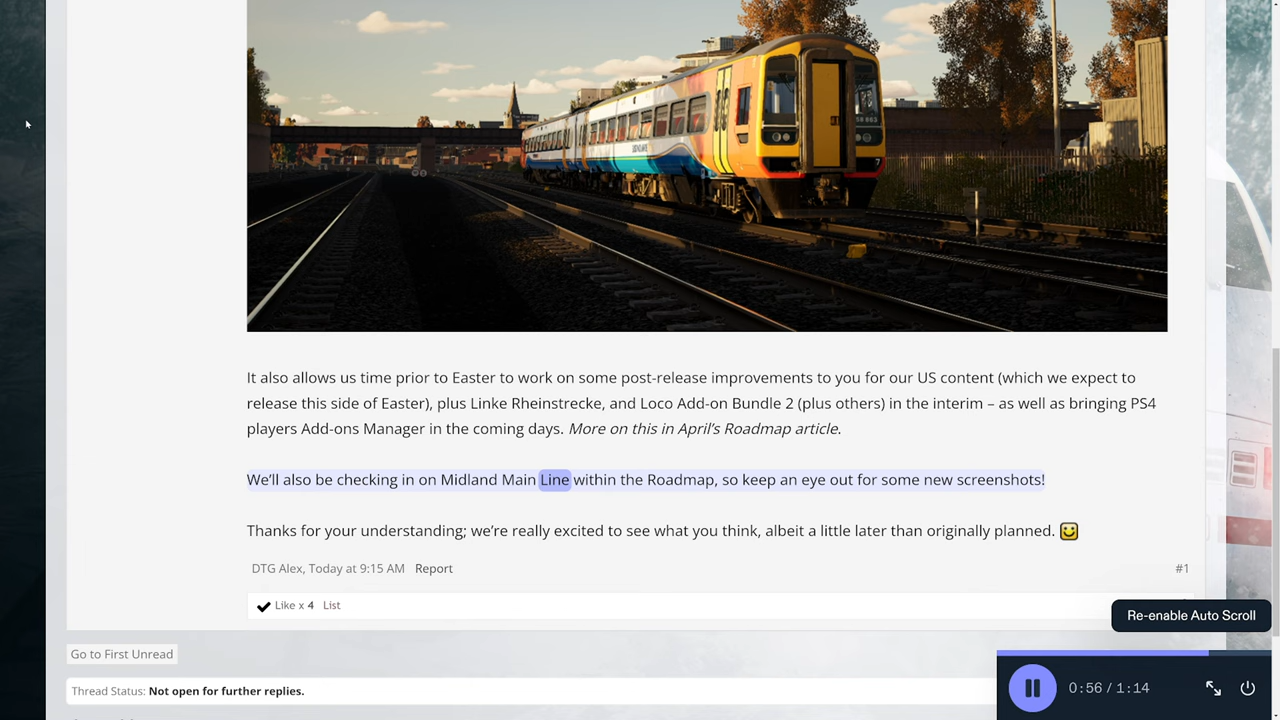 It also allows us time prior to Easter to work on some post-release improvements to you for our US content (which we expect to
release this side of Easter), plus Linke Rheinstrecke, and Loco Add-on Bundle 2 (plus others) in the interim – as well as bringing PS4
players Add-ons Manager in the coming days. More on this in April's Roadmap article.
We'll also be checking in on Midland Main Line within the Roadmap, so keep an eye out for some new screenshots!
Thanks for your understanding; we're really excited to see what you think, albeit a little later than originally planned.
DTG Alex, Today at 9:15 AM Report #1
Like x 4 List
Re-enable Auto Scroll
Go to First Unread
Thread Status: Not open for further replies.
0:56 / 1:14